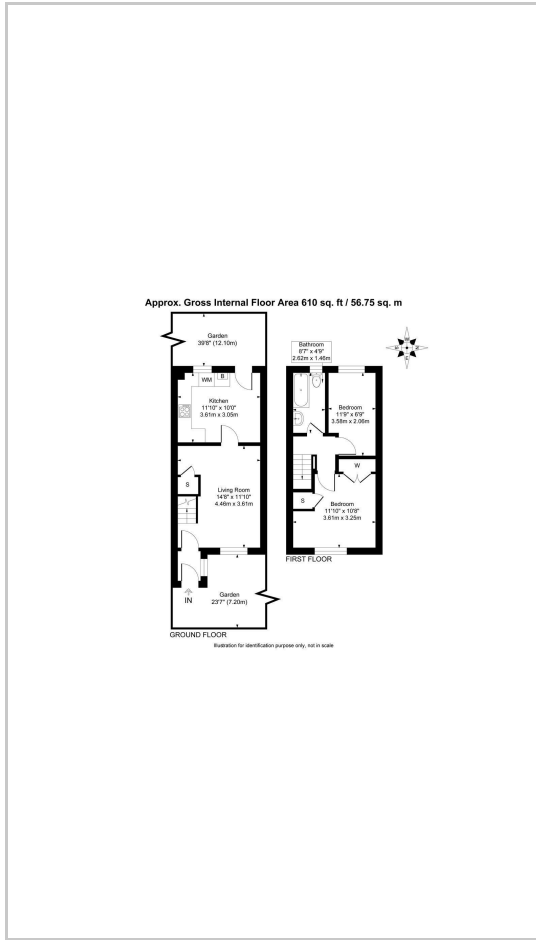 Approx. Gross Internal Floor Area 610 sq. ft / 56.75 sq. m
Garden
39'8" (12.10m)
WM
B
Kitchen
11'10" x 10'0"
3.61m x 3.05m
S
Living Room
14'8" x 11'10"
4.46m x 3.61m
IN
Garden
23'7" (7.20m)
GROUND FLOOR
Bathroom
8'7" x 4'9"
2.62m x 1.46m
Bedroom
11'9" x 6'9"
3.58m x 2.06m
W
Bedroom
11'10" x 10'8"
3.61m x 3.25m
S
FIRST FLOOR
Illustration for identification purpose only, not in scale